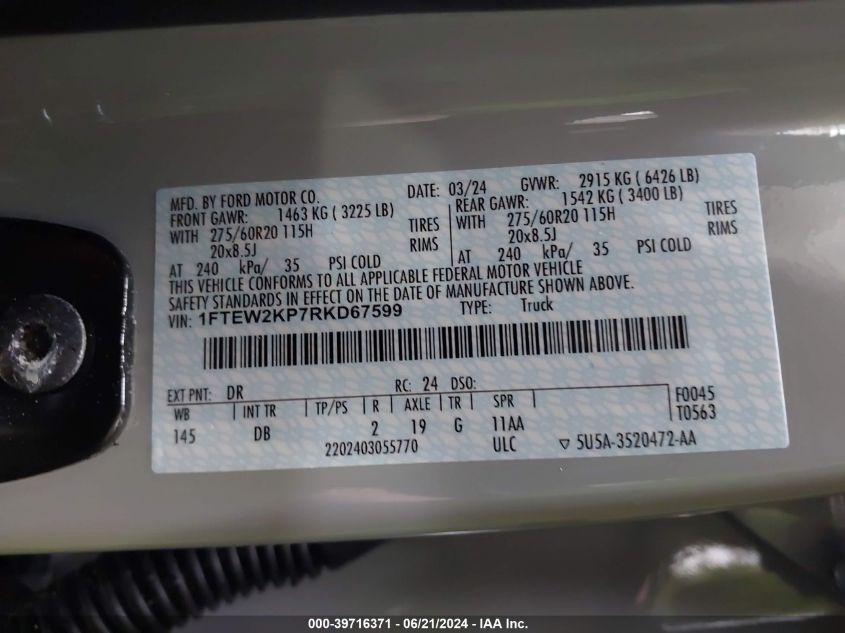 MFD. BY FORD MOTOR CO. DATE: 03/24 GVWR: 2915 KG ( 6426 LB)
FRONT GAWR: 1463 KG ( 3225 LB) REAR GAWR: 1542 KG ( 3400 LB)
WITH 275/60R20 115H TIRES WITH 275/60R20 115H TIRES
20x8.5J RIMS 20x8.5J RIMS
AT 240 kPa/ 35 PSI COLD AT 240 kPa/ 35 PSI COLD
THIS VEHICLE CONFORMS TO ALL APPLICABLE FEDERAL MOTOR VEHICLE
SAFETY STANDARDS IN EFFECT ON THE DATE OF MANUFACTURE SHOWN ABOVE.
VIN: 1FTEW2KP7RKD67599 TYPE: Truck
EXT PNT: DR RC: 24 DSO: F0045
WB INT TR TP/PS R AXLE TR SPR T0563
145 DB 2 19 G 11AA
2202403055770 ULC ▽ 5U5A-3520472-AA
000-39716371 - 06/21/2024 - IAA Inc.